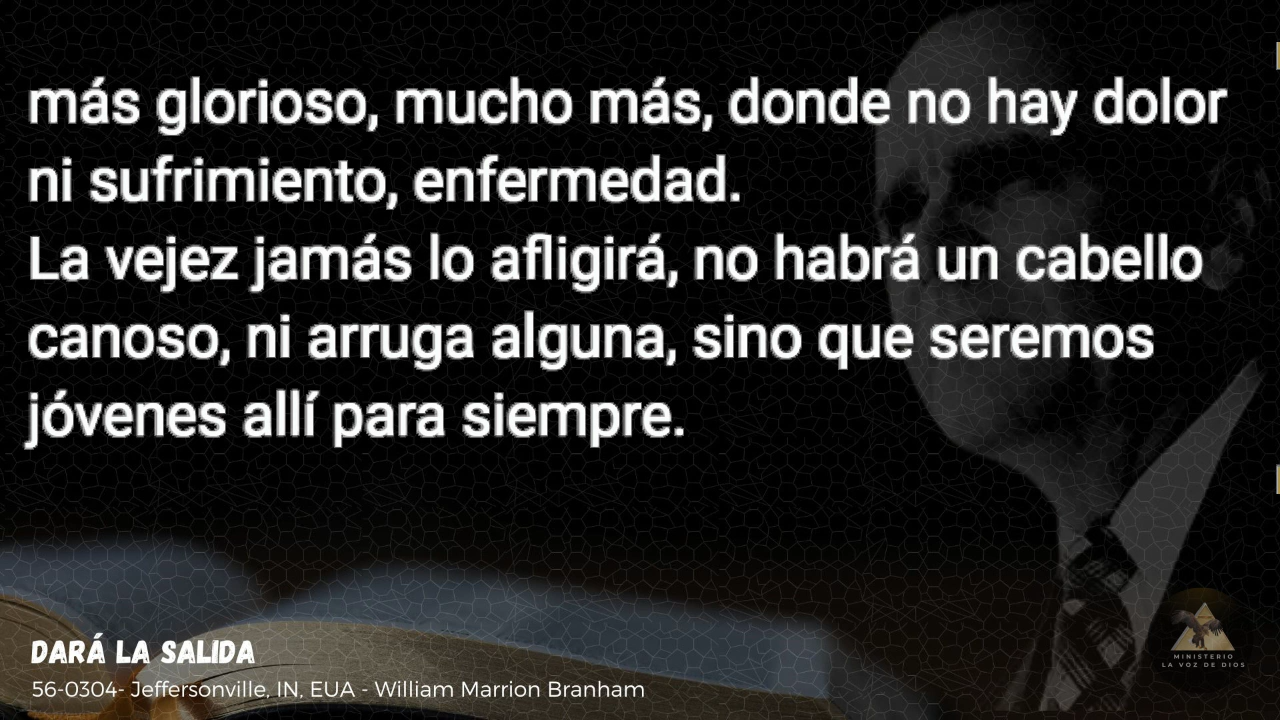 más glorioso, mucho más, donde no hay dolor
ni sufrimiento, enfermedad.
La vejez jamás lo afligirá, no habrá un cabello
canoso, ni arruga alguna, sino que seremos
jóvenes allí para siempre.
DARÁ LA SALIDA
56-0304- Jeffersonville, IN, EUA - William Marrion Branham
MINISTERIO
LA VOZ DE DIOS